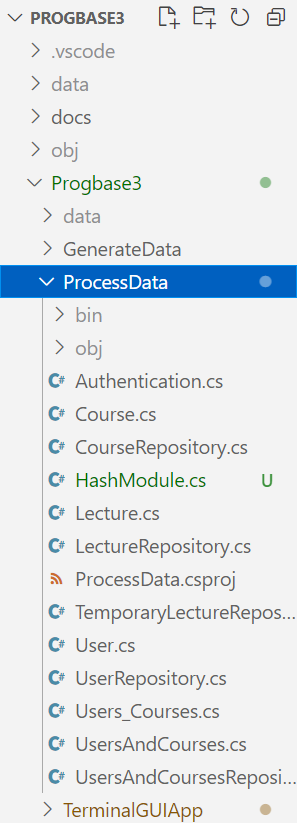 PROGBASE3
.vscode
data
docs
obj
Progbase3
data
GenerateData
ProcessData
bin
obj
C# Authentication.cs
C# Course.cs
C# CourseRepository.cs
C# HashModule.cs U
C# Lecture.cs
C# LectureRepository.cs
ProcessData.csproj
C# TemporaryLectureRepos...
C# User.cs
C# UserRepository.cs
C# Users_Courses.cs
C# UsersAndCourses.cs
C# UsersAndCoursesReposi...
TerminalGUIApp